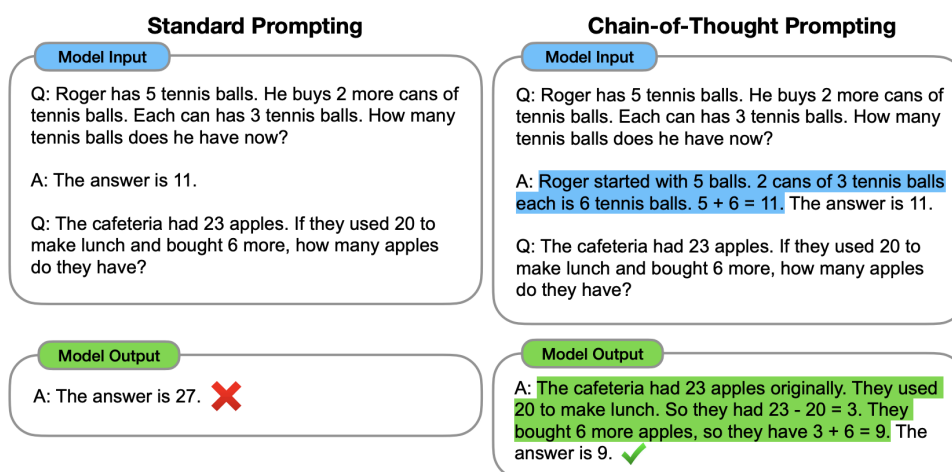 Standard Prompting
Model Input
Q: Roger has 5 tennis balls. He buys 2 more cans of
tennis balls. Each can has 3 tennis balls. How many
tennis balls does he have now?
A: The answer is 11.
Q: The cafeteria had 23 apples. If they used 20 to
make lunch and bought 6 more, how many apples
do they have?
Model Output
A: The answer is 27.
Chain-of-Thought Prompting
Model Input
Q: Roger has 5 tennis balls. He buys 2 more cans of
tennis balls. Each can has 3 tennis balls. How many
tennis balls does he have now?
A: Roger started with 5 balls. 2 cans of 3 tennis balls
each is 6 tennis balls. 5 + 6 = 11. The answer is 11.
Q: The cafeteria had 23 apples. If they used 20 to
make lunch and bought 6 more, how many apples
do they have?
Model Output
A: The cafeteria had 23 apples originally. They used
20 to make lunch. So they had 23 - 20 = 3. They
bought 6 more apples, so they have 3 + 6 = 9. The
answer is 9.